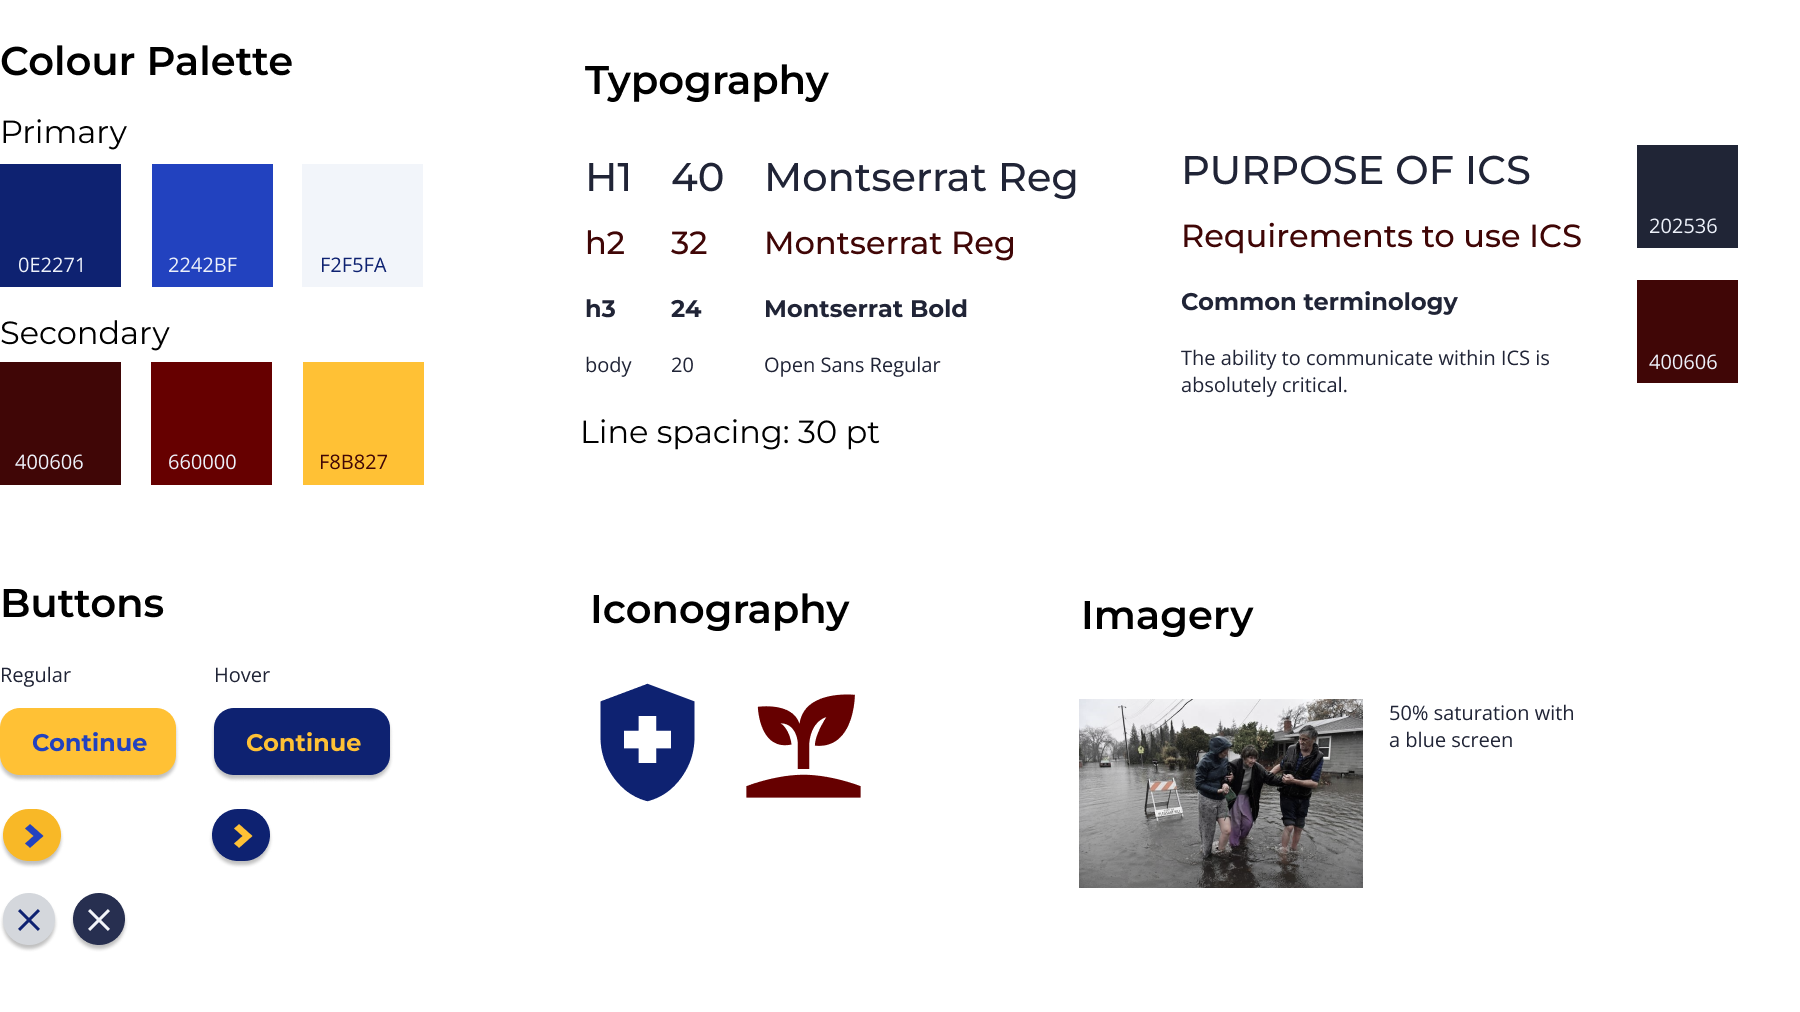 Colour Palette
Primary
0E2271
2242BF
F2F5FA
Secondary
400606
660000
F8B827
Typography
H1 40 Montserrat Reg
h2 32 Montserrat Reg
h3 24 Montserrat Bold
body 20 Open Sans Regular
Line spacing: 30 pt
PURPOSE OF ICS
Requirements to use ICS
Common terminology
The ability to communicate within ICS is
absolutely critical.
202536
400606
Buttons
Regular
Hover
Continue
Continue
Iconography
Imagery
50% saturation with
a blue screen